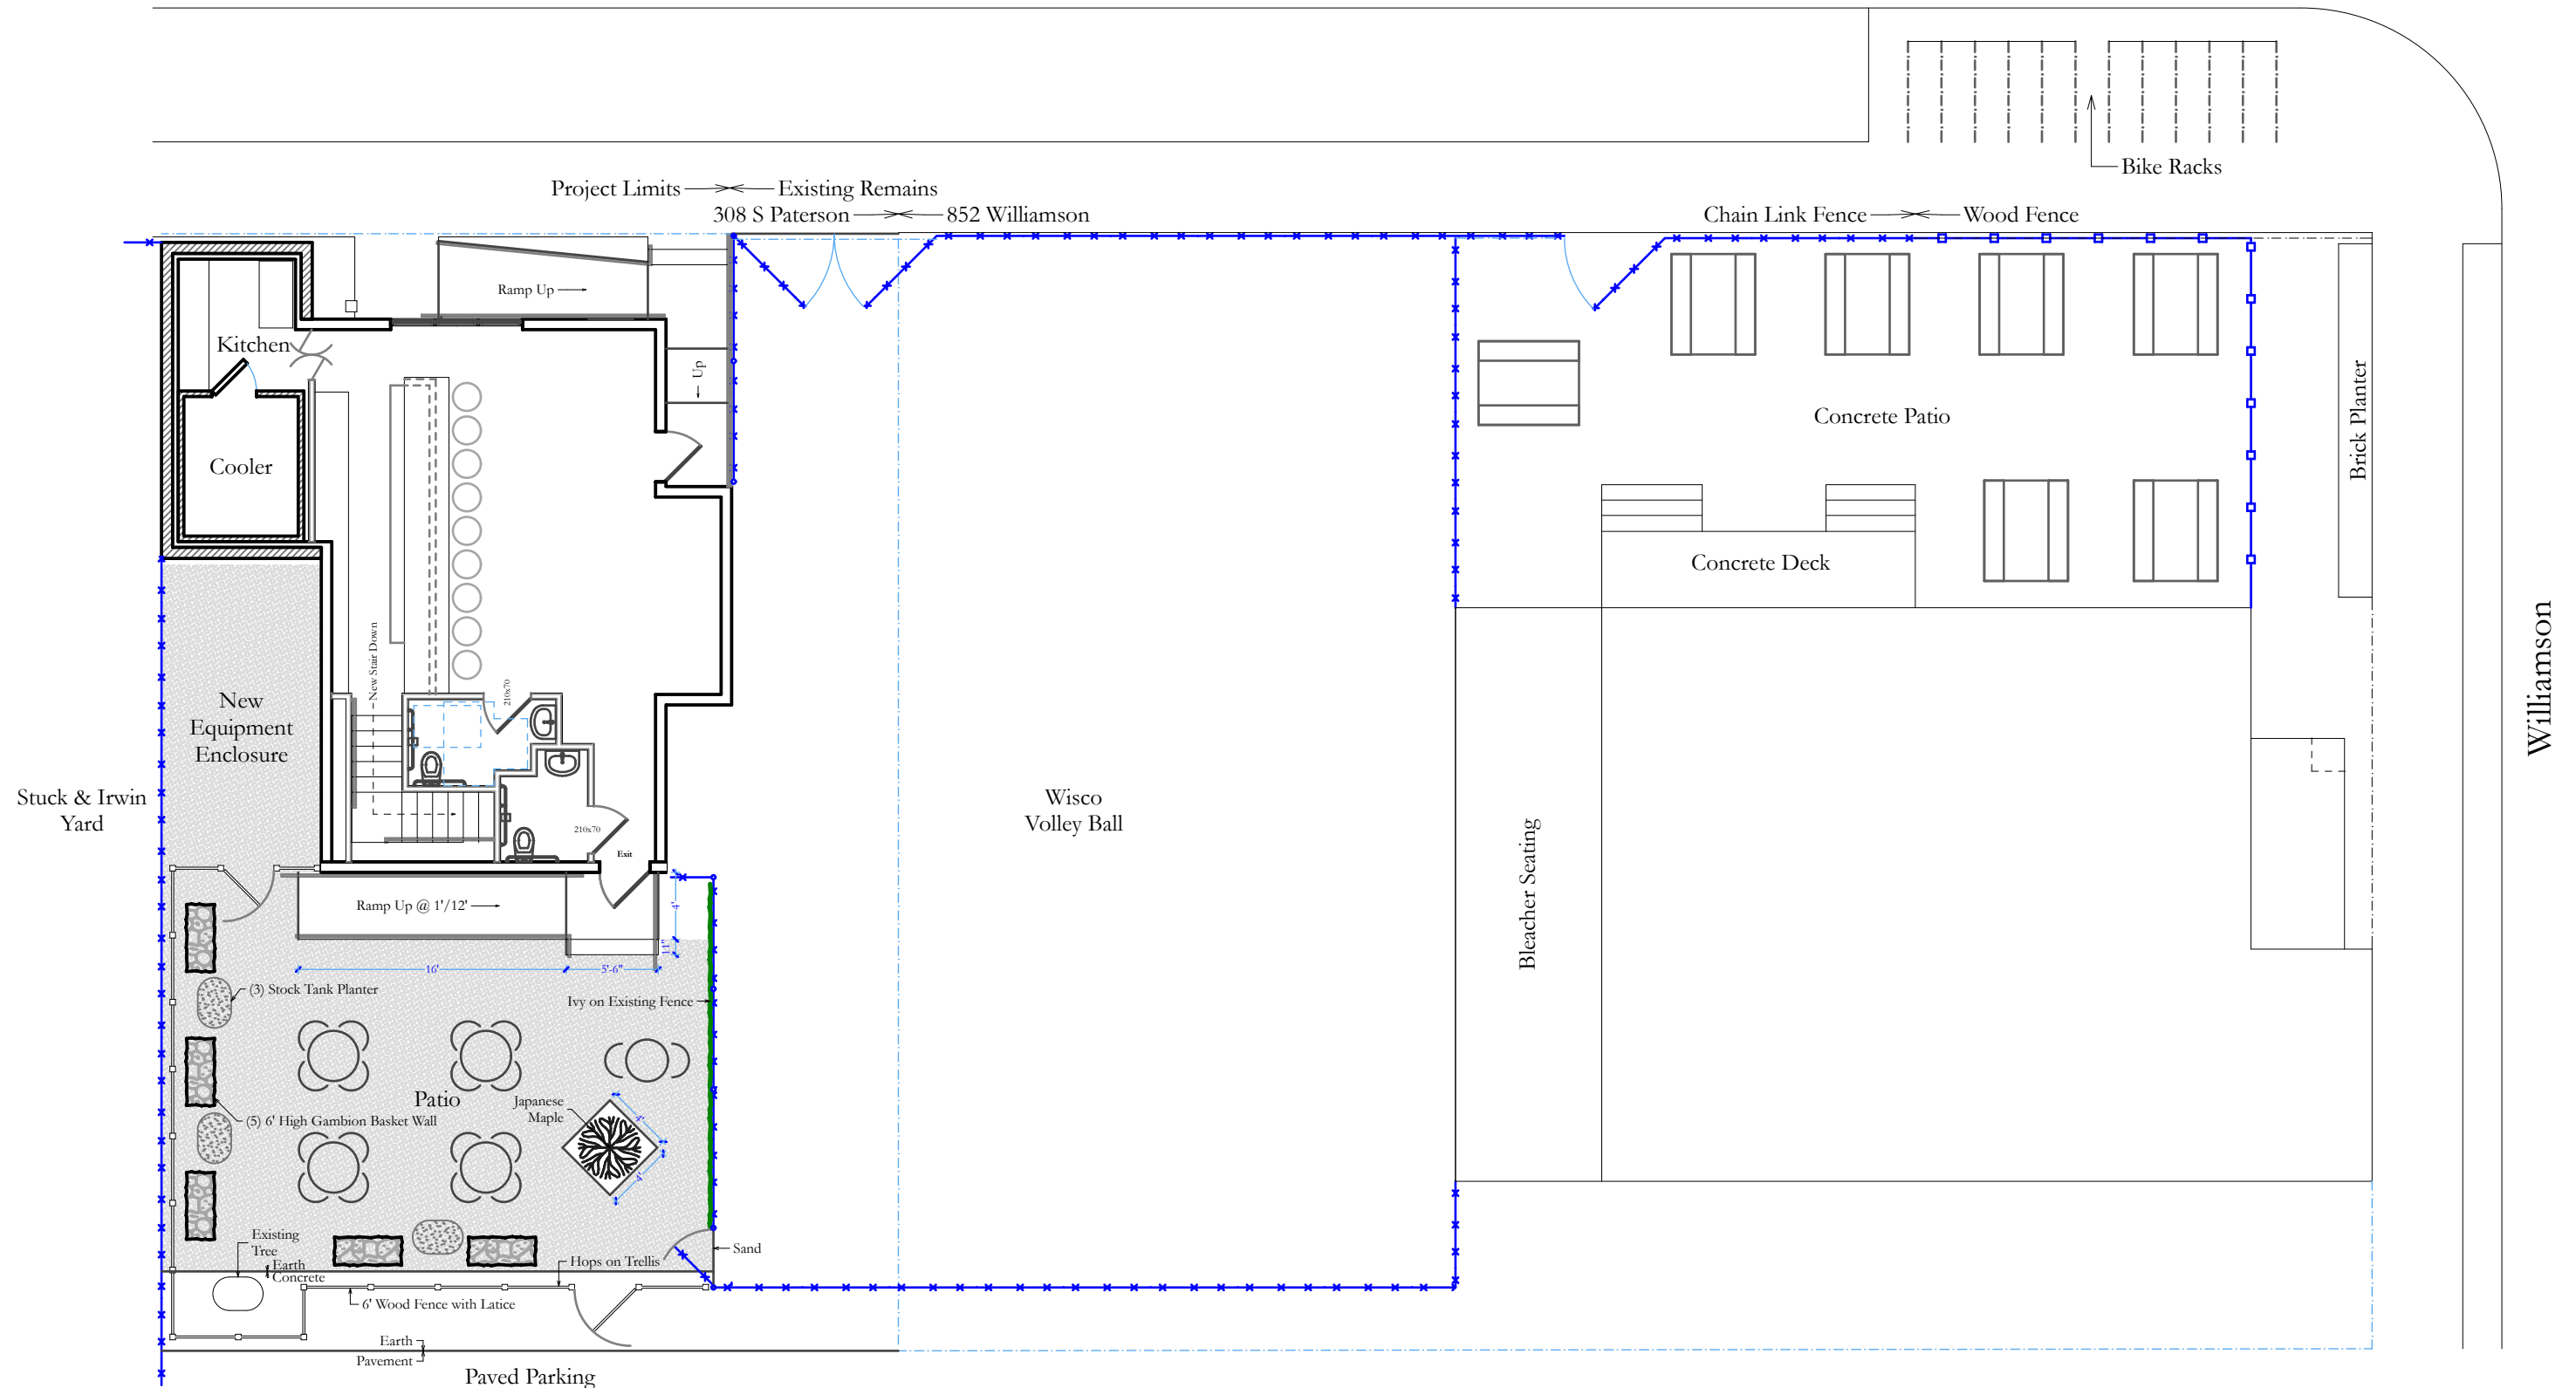 Bike Racks
Project Limits
Existing Remains
308 S Paterson
852 Williamson
Chain Link Fence
Wood Fence
Ramp Up
Kitchen
Up
Cooler
Concrete Patio
Brick Planter
Concrete Deck
New Stair Down
210x70
New
Equipment
Enclosure
Williamson
Stuck & Irwin
Yard
Wisco
Volley Ball
210x70
Exit
Bleacher Seating
Ramp Up @ 1'/12'
4'
11"
16'
5'-6"
(3) Stock Tank Planter
Ivy on Existing Fence
Patio
Japanese
Maple
4'
(5) 6' High Gambion Basket Wall
4'
Existing
Tree
Earth
Concrete
Sand
Hops on Trellis
6' Wood Fence with Latice
Earth
Pavement
Paved Parking